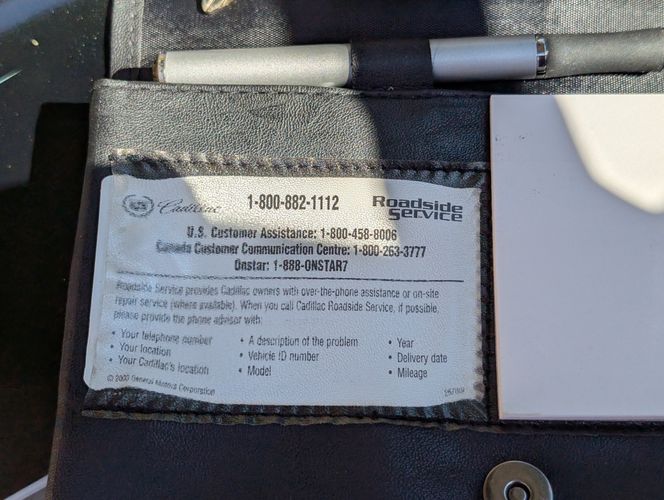 Cadillac 1-800-882-1112 Roadside Service
U.S. Customer Assistance: 1-800-458-8006
Canada Customer Communication Centre: 1-800-263-3777
Onstar: 1-888-ONSTAR7
Roadside Service provides Cadillac owners with over-the-phone assistance or on-site
repair service (where available). When you call Cadillac Roadside Service, if possible,
please provide the phone advisor with:
• Your telephone number
• Your location
• Your Cadillac's location
• A description of the problem
• Vehicle ID number
• Model
• Year
• Delivery date
• Mileage
General Motors Corporation